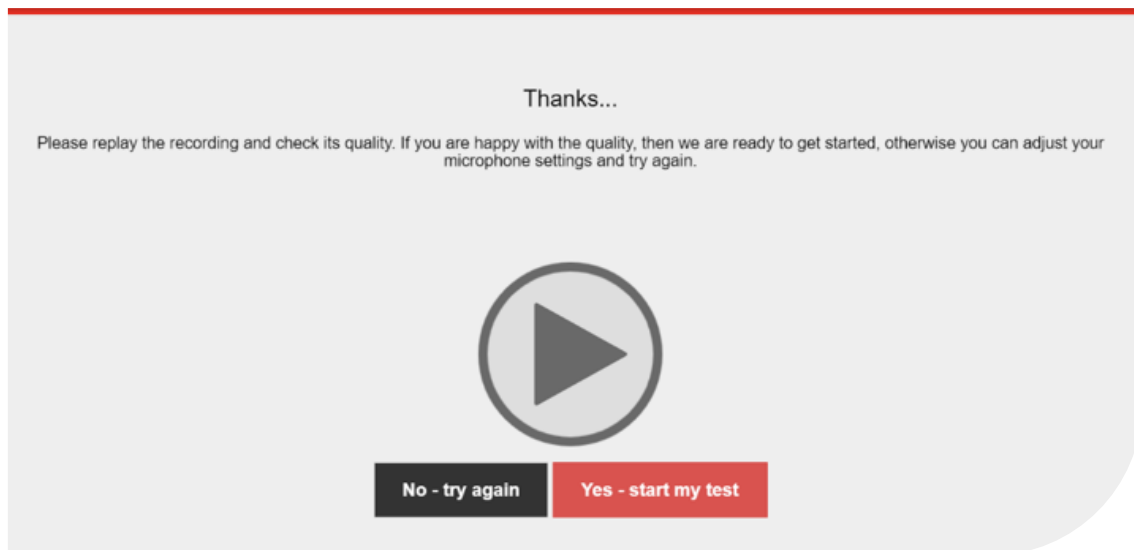 Thanks...
Please replay the recording and check its quality. If you are happy with the quality, then we are ready to get started, otherwise you can adjust your
microphone settings and try again.
No - try again
Yes - start my test